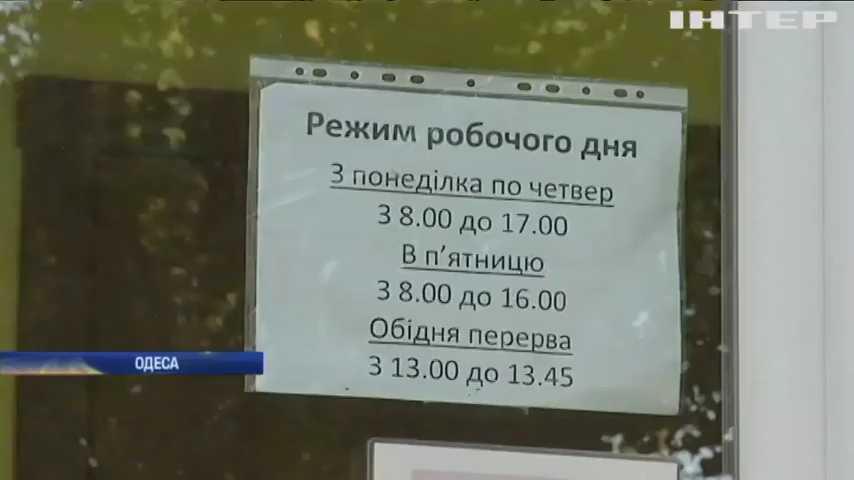 ІНТЕР
Режим робочого дня
З понеділка по четвер
З 8.00 до 17.00
В п’ятницю
З 8.00 до 16.00
Обідня перерва
З 13.00 до 13.45
ОДЕСА